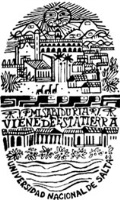 MI SABIDURIA
VIENE DE ESTA TIERRA
UNIVERSIDAD NACIONAL DE SALTA